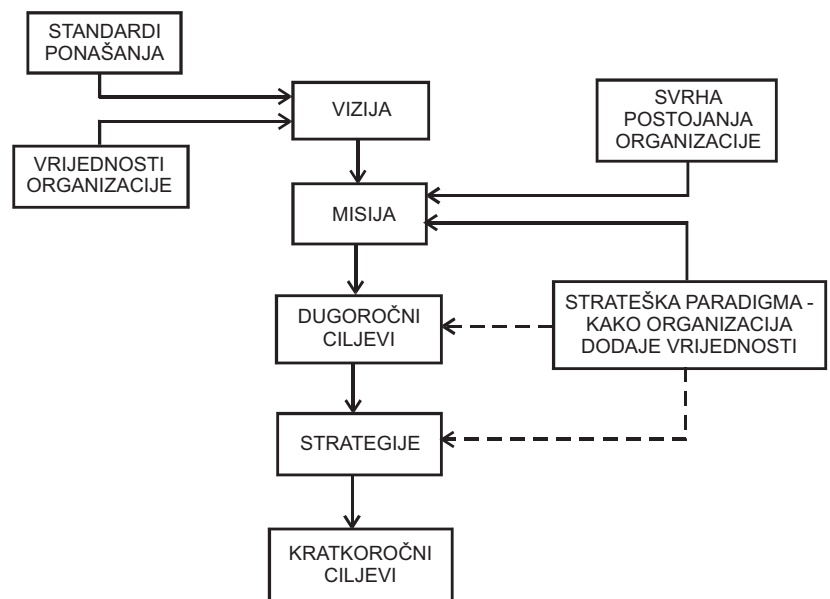 STANDARDI
PONAŠANJA
VIZIJA
SVRHA
POSTOJANJA
ORGANIZACIJE
VRIJEDNOSTI
ORGANIZACIJE
MISIJA
DUGOROČNI
CILJEVI
STRATEŠKA PARADIGMA -
KAKO ORGANIZACIJA
DODAJE VRIJEDNOSTI
STRATEGIJE
KRATKOROČNI
CILJEVI